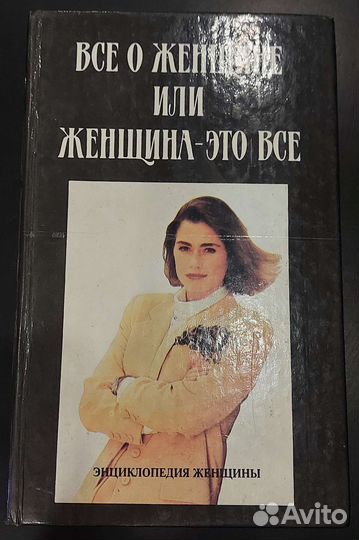 ВСЕ О ЖЕНЩИНЕ
ИЛИ
ЖЕНЩИНА-ЭТО ВСЕ
ЭНЦИКЛОПЕДИЯ ЖЕНЩИНЫ
Avito